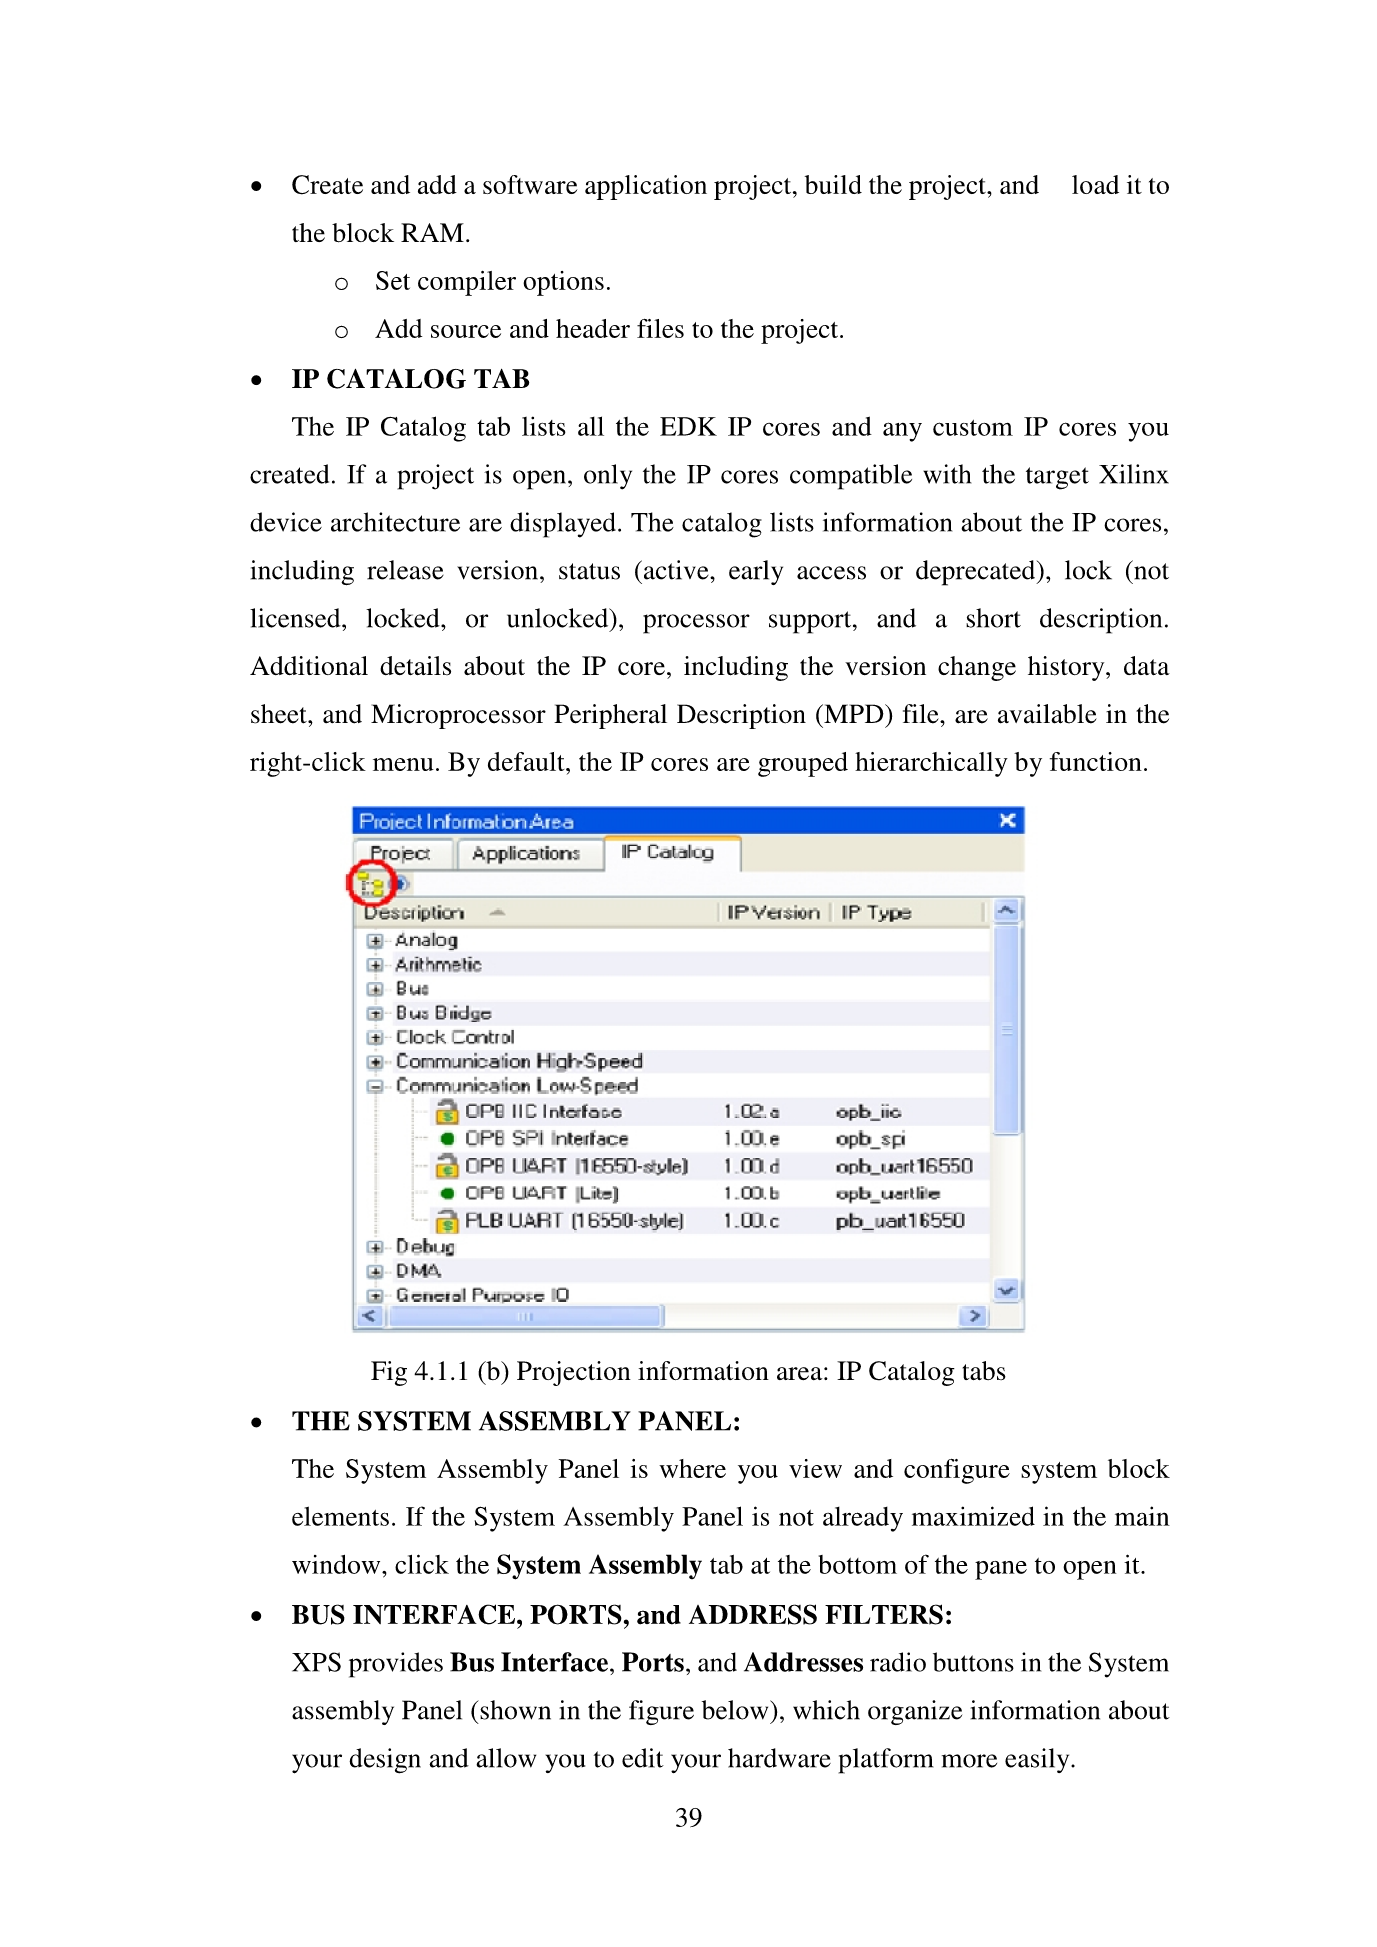 • Create and add a software application project, build the project, and load it to
the block RAM.
o Set compiler options.
o Add source and header files to the project.
• IP CATALOG TAB
The IP Catalog tab lists all the EDK IP cores and any custom IP cores you
created. If a project is open, only the IP cores compatible with the target Xilinx
device architecture are displayed. The catalog lists information about the IP cores,
including release version, status (active, early access or deprecated), lock (not
licensed, locked, or unlocked), processor support, and a short description.
Additional details about the IP core, including the version change history, data
sheet, and Microprocessor Peripheral Description (MPD) file, are available in the
right-click menu. By default, the IP cores are grouped hierarchically by function.
Project Information Area
Project Applications IP Catalog
Description IP Version IP Type
Analog
Arithmetic
Bus
Bus Bridge
Clock Control
Communication High-Speed
Communication Low-Speed
OPB IIC Interface 1.02.a opb_iic
OPB SPI Interface 1.00.e opb_spi
OPB UART (16550-style) 1.00.d opb_uart16550
OPB UART (Lite) 1.00.b opb_uartlite
PLB UART (16550-style) 1.00.c plb_uart16550
Debug
DMA
General Purpose IO
Fig 4.1.1 (b) Projection information area: IP Catalog tabs
• THE SYSTEM ASSEMBLY PANEL:
The System Assembly Panel is where you view and configure system block
elements. If the System Assembly Panel is not already maximized in the main
window, click the System Assembly tab at the bottom of the pane to open it.
• BUS INTERFACE, PORTS, and ADDRESS FILTERS:
XPS provides Bus Interface, Ports, and Addresses radio buttons in the System
assembly Panel (shown in the figure below), which organize information about
your design and allow you to edit your hardware platform more easily.
39